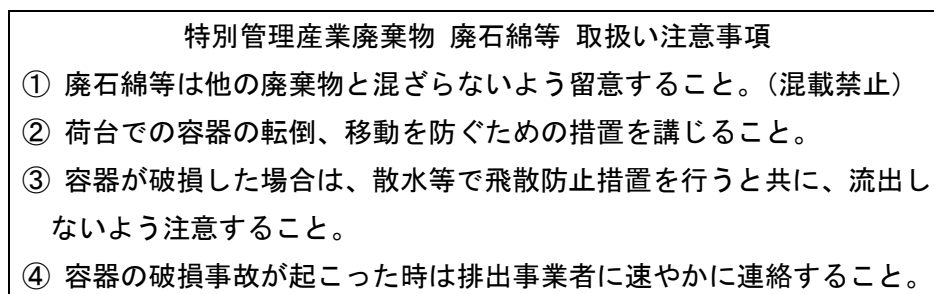 特別管理産業廃棄物 廃石綿等 取扱い注意事項
① 廃石綿等は他の廃棄物と混ざらないよう留意すること。(混載禁止)
② 荷台での容器の転倒、移動を防ぐための措置を講じること。
③ 容器が破損した場合は、散水等で飛散防止措置を行うと共に、流出し
ないよう注意すること。
④ 容器の破損事故が起こった時は排出事業者に速やかに連絡すること。